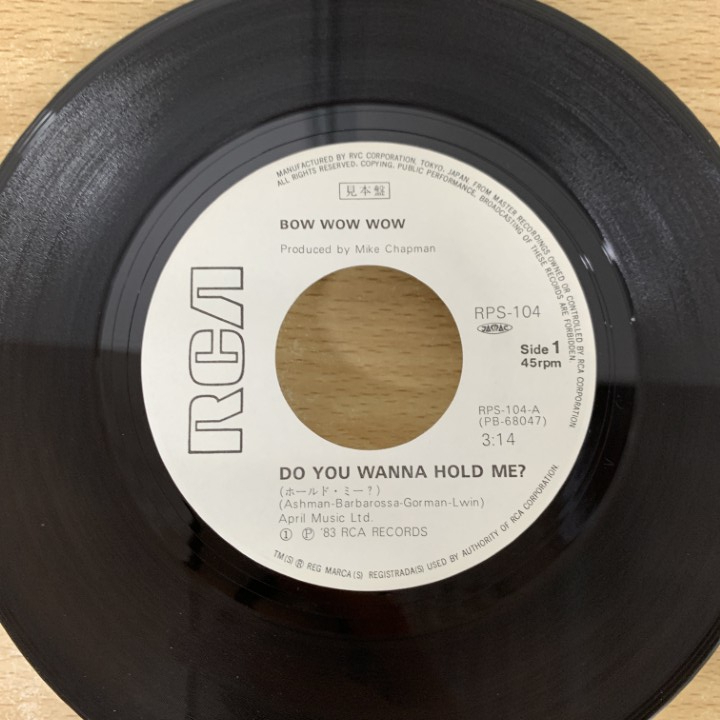 MANUFACTURED BY RVC CORPORATION, TOKYO, JAPAN, FROM MASTER RECORDINGS OWNED OR CONTROLLED BY RCA CORPORATION
ALL RIGHTS RESERVED. COPYING, PUBLIC PERFORMANCE, BROADCASTING OF THESE RECORDS ARE FORBIDDEN.
見本盤
BOW WOW WOW
Produced by Mike Chapman
RCA
RPS-104
JASRAC
Side 1
45rpm
RPS-104-A
(PB-68047)
3:14
DO YOU WANNA HOLD ME?
(ホールド・ミー?)
(Ashman-Barbarossa-Gorman-Lwin)
April Music Ltd.
① ℗ '83 RCA RECORDS
TM(S) ® REG MARCA(S) REGISTRADA(S) USED BY AUTHORITY OF RCA CORPORATION